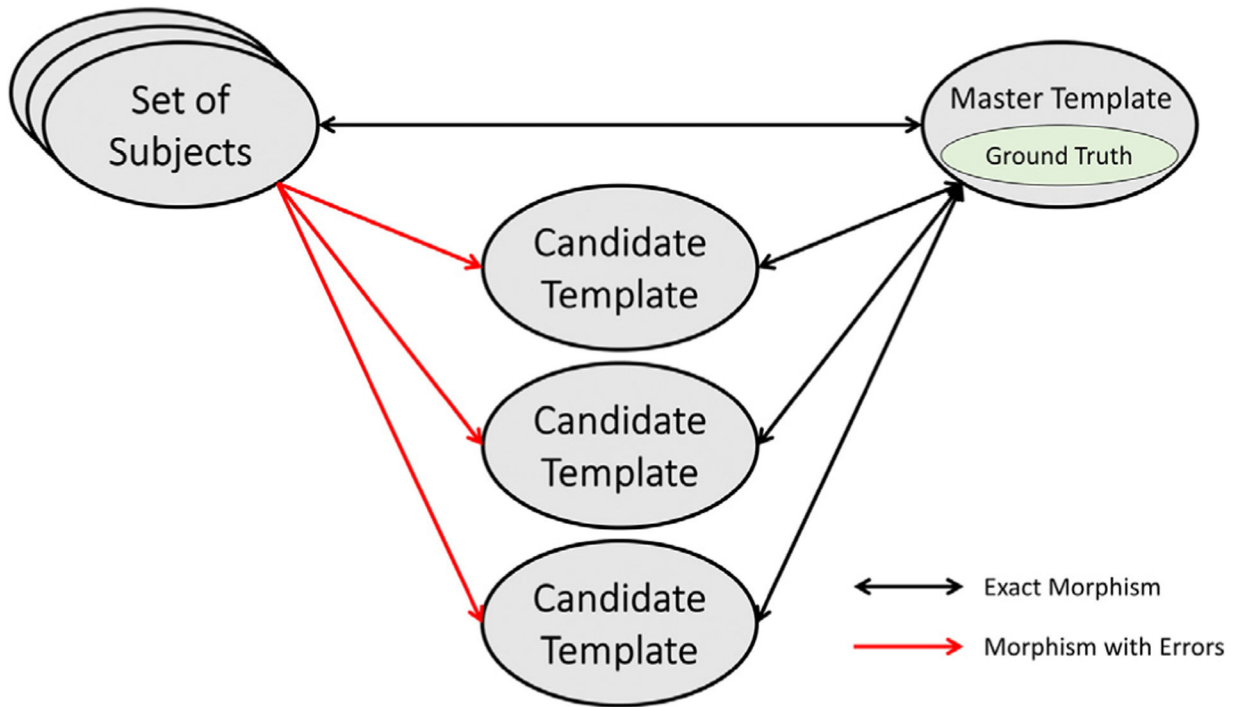 Set of
Subjects
Master Template
Ground Truth
Candidate
Template
Candidate
Template
Candidate
Template
Exact Morphism
Morphism with Errors